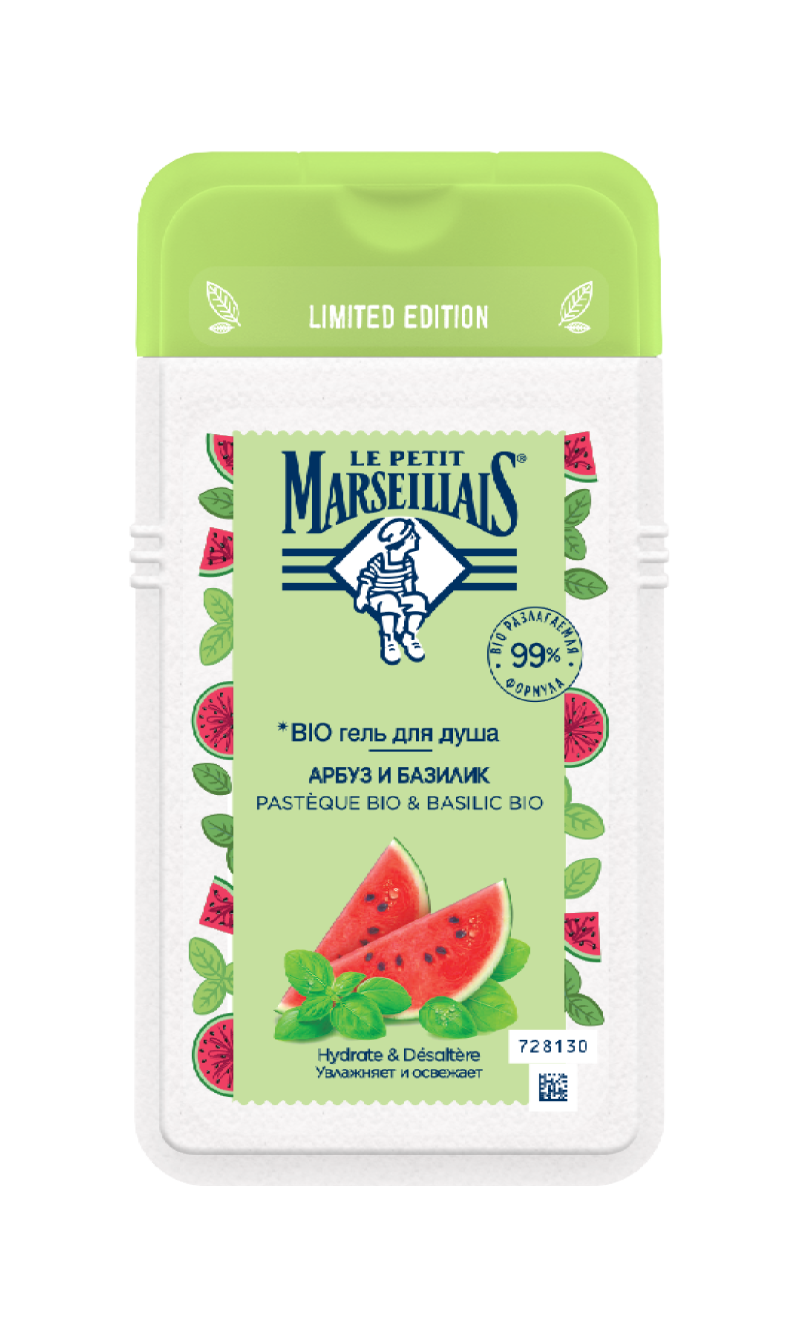 LIMITED EDITION
LE PETIT
MARSEILLAIS®
BIO РАЗЛАГАЕМАЯ
99%
ФОРМУЛА
*BIO гель для душа
АРБУЗ И БАЗИЛИК
PASTÈQUE BIO & BASILIC BIO
Hydrate & Désaltère
Увлажняет и освежает
728130